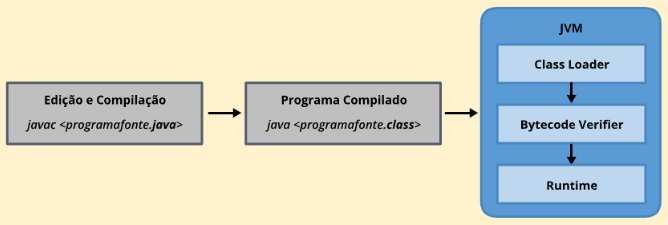 Edição e Compilação
javac <programafonte.java>
Programa Compilado
java <programafonte.class>
JVM
Class Loader
Bytecode Verifier
Runtime